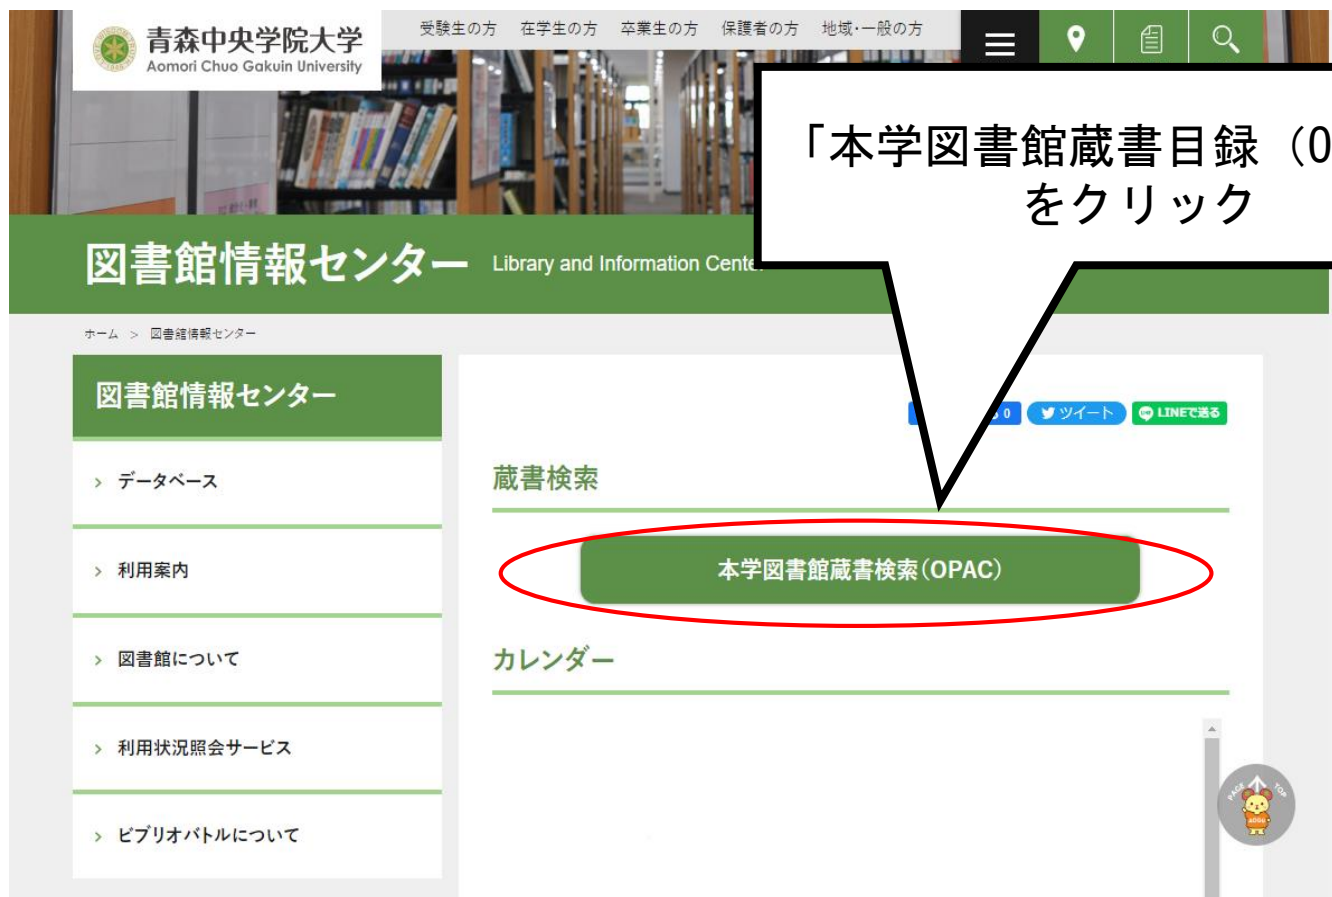 青森中央学院大学
Aomori Chuo Gakuin University
受験生の方 在学生の方 卒業生の方 保護者の方 地域・一般の方
「本学図書館蔵書目録（O
をクリック
図書館情報センター Library and Information Center
ホーム > 図書館情報センター
図書館情報センター
0 ツイート LINEで送る
> データベース
蔵書検索
> 利用案内
本学図書館蔵書検索（OPAC）
> 図書館について
カレンダー
> 利用状況照会サービス
PAGE TOP
> ビブリオバトルについて